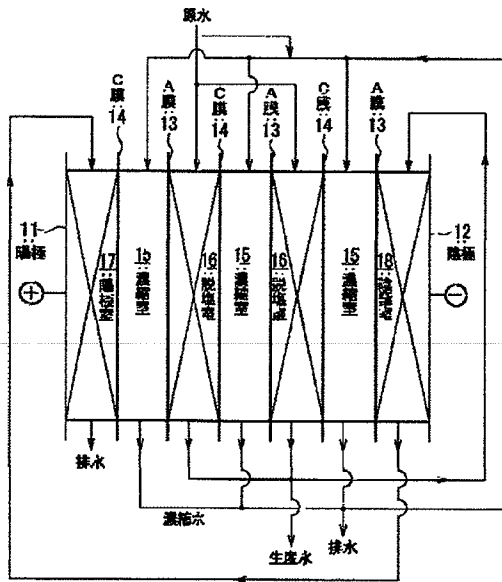 原水
C膜:14
A膜:13
C膜:14
A膜:13
C膜:14
A膜:13
11:陽極
12:陰極
17:陽極室
15:濃縮室
16:脱塩室
15:濃縮室
16:脱塩室
15:濃縮室
18:陰極室
+
−
排水
濃縮水
生産水
排水